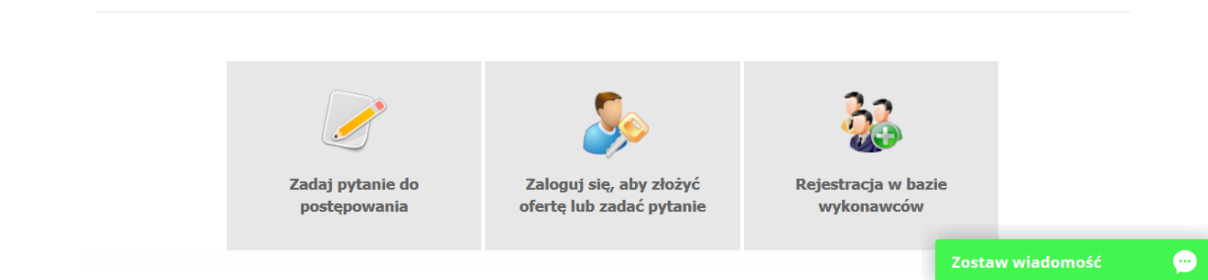 Zadaj pytanie do
postępowania
Zaloguj się, aby złożyć
ofertę lub zadać pytanie
Rejestracja w bazie
wykonawców
Zostaw wiadomość